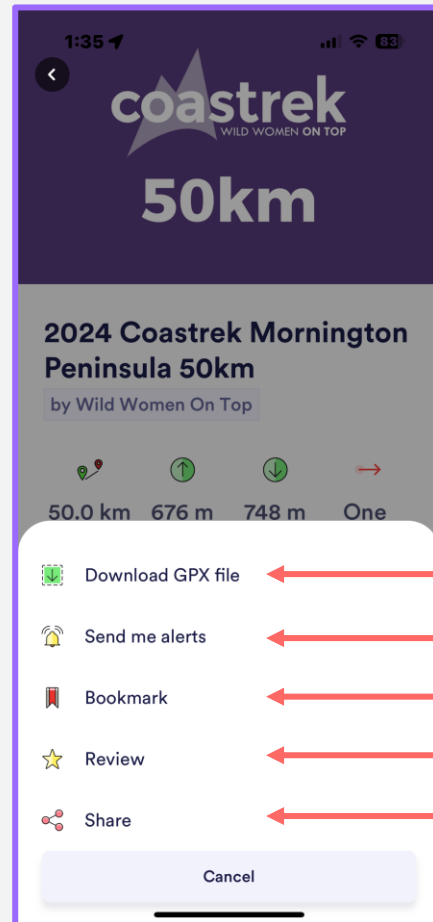 1:35
83
coastrek
WILD WOMEN ON TOP
50km
2024 Coastrek Mornington
Peninsula 50km
by Wild Women On Top
50.0 km 676 m 748 m One
Download GPX file
Send me alerts
Bookmark
Review
Share
Cancel